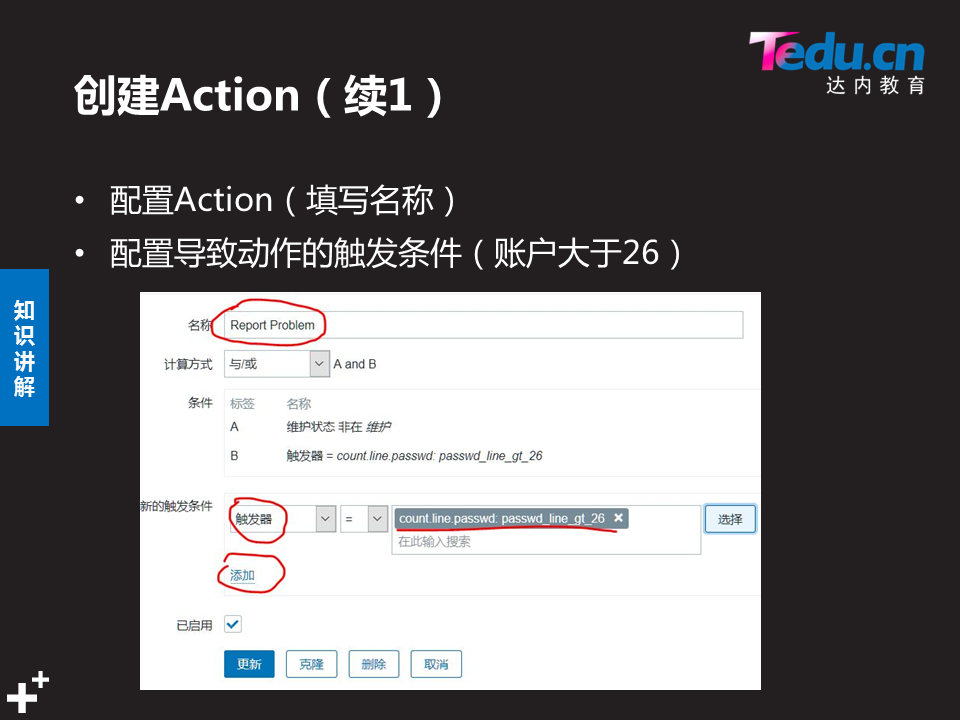 Tedu.cn
达内教育
创建Action（续1）
• 配置Action（填写名称）
• 配置导致动作的触发条件（账户大于26）
知识讲解
名称 Report Problem
计算方式 与/或 A and B
条件 标签 名称
A 维护状态 非在 维护
B 触发器 = count.line.passwd: passwd_line_gt_26
新的触发条件 触发器 = count.line.passwd: passwd_line_gt_26 × 选择
在此输入搜索
添加
已启用
更新 克隆 删除 取消